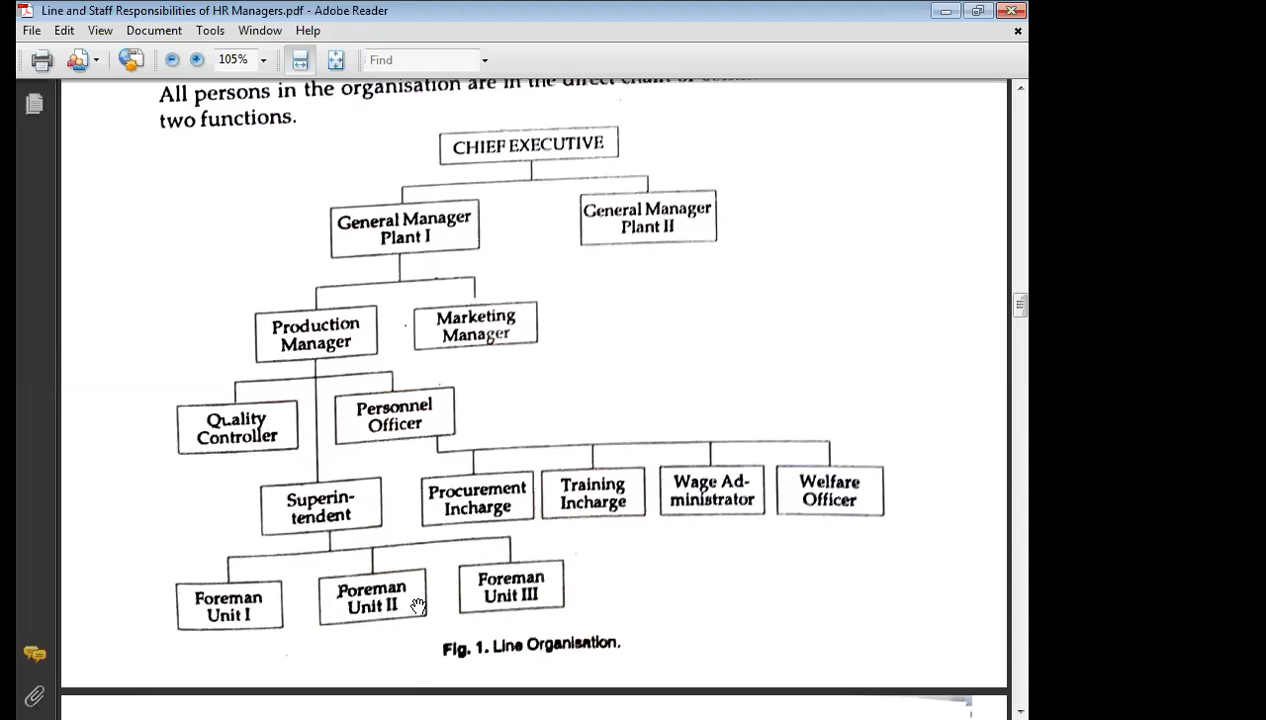 Line and Staff Responsibilities of HR Managers.pdf - Adobe Reader
File Edit View Document Tools Window Help
105% Find
All persons in the organisation are in the direct chain of
two functions.
CHIEF EXECUTIVE
General Manager
Plant I
General Manager
Plant II
Production
Manager
Marketing
Manager
Quality
Controller
Personnel
Officer
Superin-
tendent
Procurement
Incharge
Training
Incharge
Wage Ad-
ministrator
Welfare
Officer
Foreman
Unit I
Poreman
Unit II
Foreman
Unit III
Fig. 1. Line Organisation.